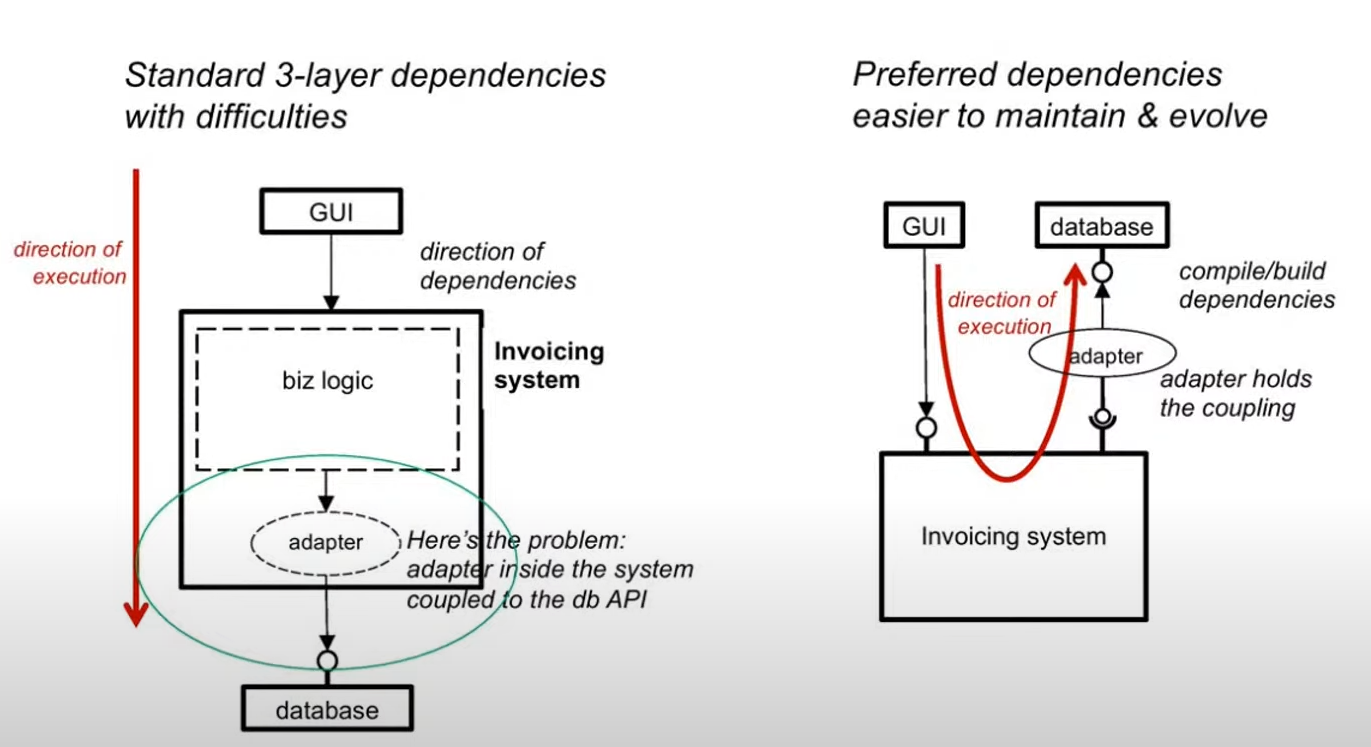 Standard 3-layer dependencies
with difficulties
direction of
execution
GUI
direction of
dependencies
biz logic
Invoicing
system
adapter
Here's the problem:
adapter inside the system
coupled to the db API
database
Preferred dependencies
easier to maintain & evolve
GUI
database
direction of
execution
compile/build
dependencies
adapter
adapter holds
the coupling
Invoicing system